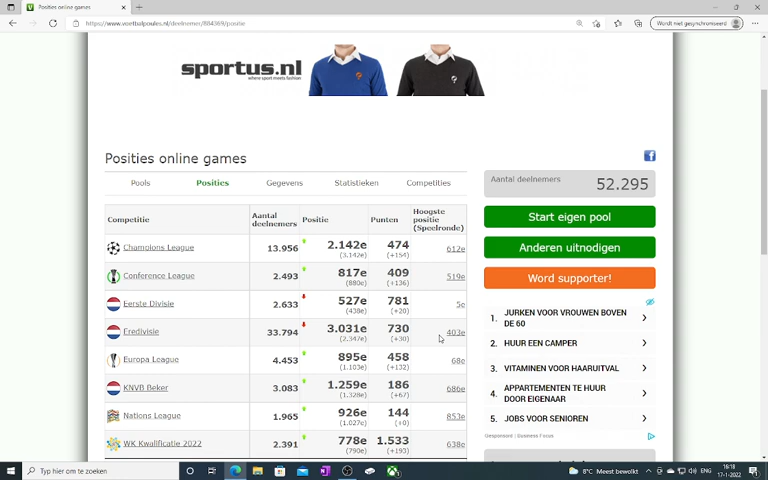 Posities online games
https://www.voetbalpoules.nl/deelnemer/884369/positie
Wordt niet gesynchroniseerd
sportus.nl
where sport meets fashion
Posities online games
Pools Posities Gegevens Statistieken Competities
Competitie Aantal deelnemers Positie Punten Hoogste positie (Speelronde)
Champions League 13.956 2.142e 474 612e
(3.142e) (+154)
Conference League 2.493 817e 409 519e
(880e) (+136)
Eerste Divisie 2.633 527e 781 5e
(438e) (+20)
Eredivisie 33.794 3.031e 730 403e
(2.347e) (+30)
Europa League 4.453 895e 458 68e
(1.103e) (+132)
KNVB Beker 3.083 1.259e 186 686e
(1.328e) (+67)
Nations League 1.965 926e 144 853e
(1.027e) (+0)
WK Kwalificatie 2022 2.391 778e 1.533 638e
(790e) (+193)
Aantal deelnemers 52.295
Start eigen pool
Anderen uitnodigen
Word supporter!
1. JURKEN VOOR VROUWEN BOVEN
DE 60
2. HUUR EEN CAMPER
3. VITAMINEN VOOR HAARUITVAL
4. APPARTEMENTEN TE HUUR
DOOR EIGENAAR
5. JOBS VOOR SENIOREN
Gesponsord | Business Focus
Typ hier om te zoeken
8°C Meest bewolkt
ENG
16:18
17-1-2022